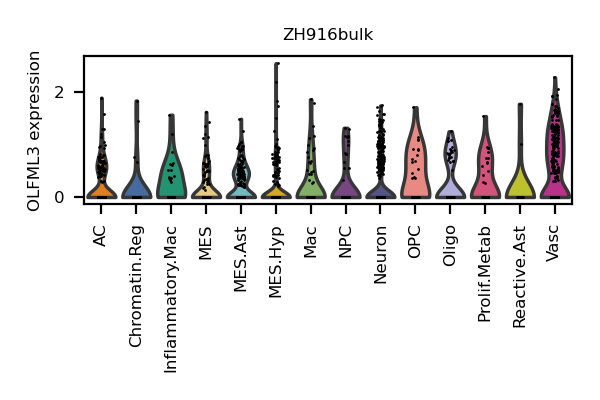 ZH916bulk
OLFML3 expression
2
0
AC
Chromatin.Reg
Inflammatory.Mac
MES
MES.Ast
MES.Hyp
Mac
NPC
Neuron
OPC
Oligo
Prolif.Metab
Reactive.Ast
Vasc